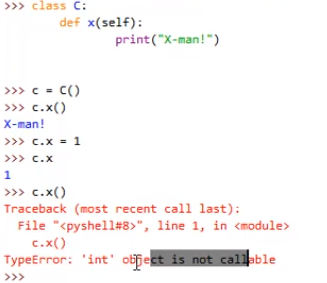 >>> class C:
        def x(self):
                print("X-man!")
>>> c = C()
>>> c.x()
X-man!
>>> c.x = 1
>>> c.x
1
>>> c.x()
Traceback (most recent call last):
  File "<pyshell#8>", line 1, in <module>
    c.x()
TypeError: 'int' object is not callable
>>>